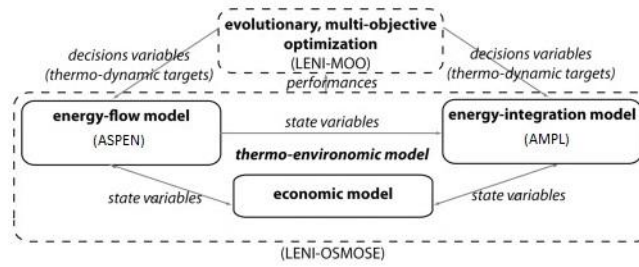 evolutionary, multi-objective
optimization
(LENI-MOO)
decisions variables
(thermo-dynamic targets)
decisions variables
(thermo-dynamic targets)
performances
energy-flow model
(ASPEN)
state variables
energy-integration model
(AMPL)
thermo-environomic model
economic model
state variables
state variables
(LENI-OSMOSE)